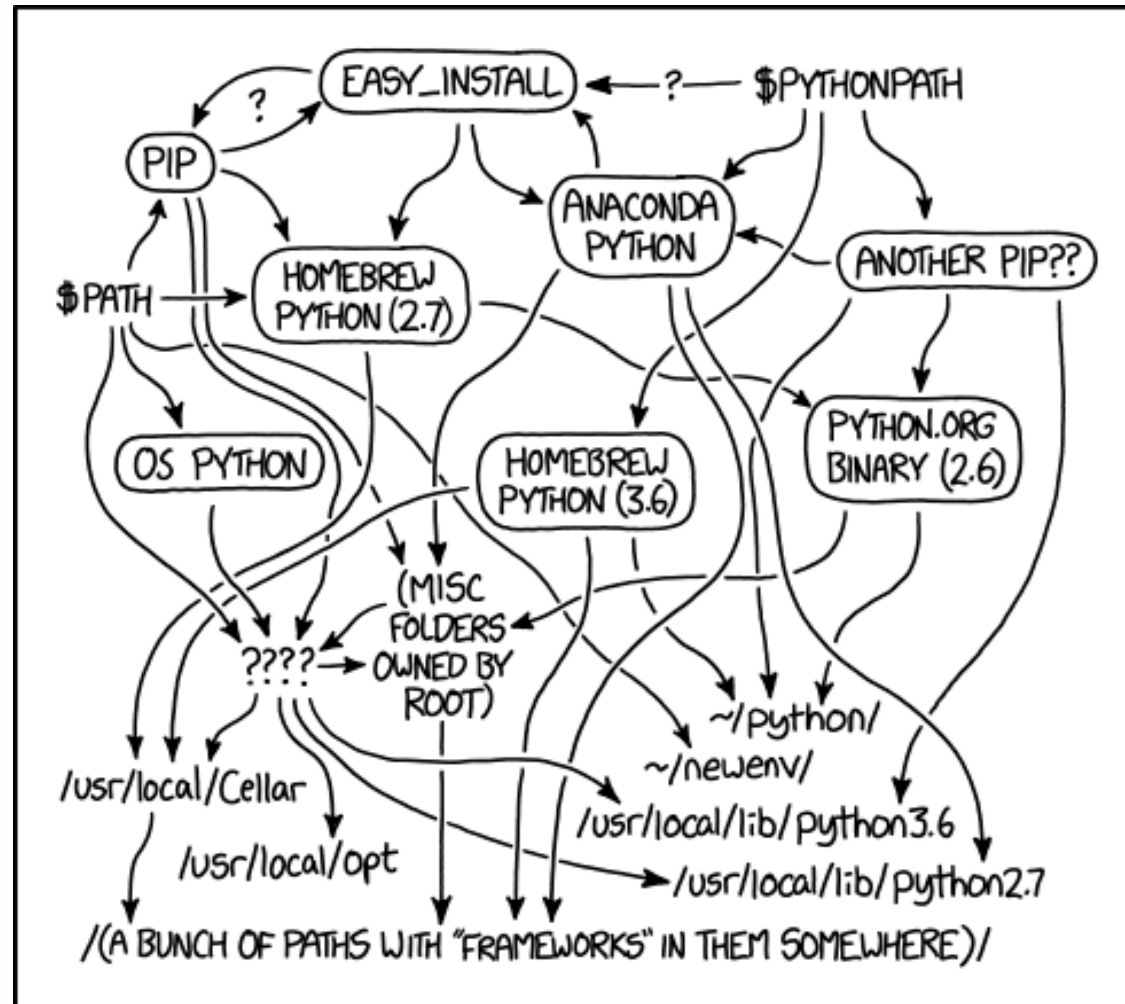 EASY_INSTALL
?
$PYTHONPATH
?
PIP
ANACONDA
PYTHON
ANOTHER PIP??
HOMEBREW
PYTHON (2.7)
$PATH
PYTHON.ORG
BINARY (2.6)
OS PYTHON
HOMEBREW
PYTHON (3.6)
(MISC
FOLDERS
OWNED BY
ROOT)
????
~/python/
~/newenv/
/usr/local/Cellar
/usr/local/lib/python3.6
/usr/local/opt
/usr/local/lib/python2.7
/(A BUNCH OF PATHS WITH "FRAMEWORKS" IN THEM SOMEWHERE)/